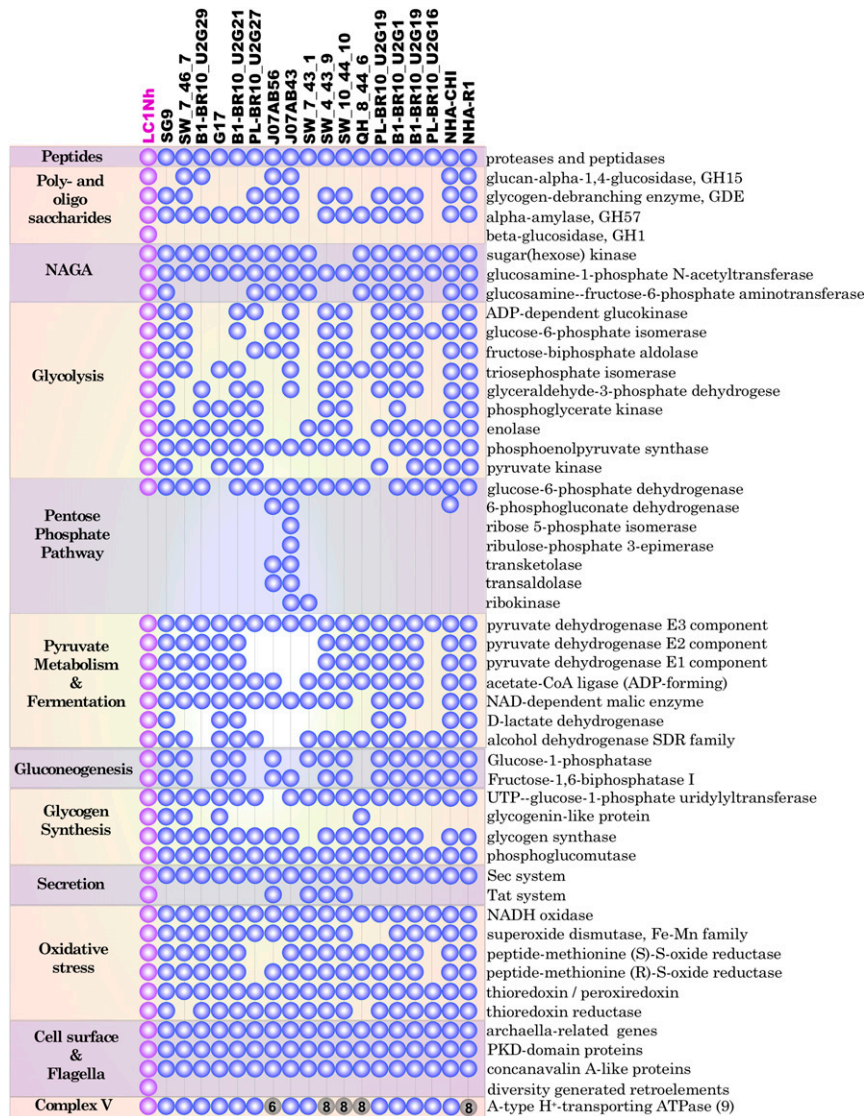 LC1Nh
SG9
SW_7_46_7
B1-BR10_U2G29
G17
B1-BR10_U2G21
PL-BR10_U2G27
J07AB56
J07AB43
SW_7_43_1
SW_4_43_9
SW_10_44_10
QH_8_44_6
PL-BR10_U2G19
B1-BR10_U2G1
B1-BR10_U2G19
PL-BR10_U2G16
NHA-CHI
NHA-R1
Peptides
proteases and peptidases
Poly- and
oligo
saccharides
glucan-alpha-1,4-glucosidase, GH15
glycogen-debranching enzyme, GDE
alpha-amylase, GH57
beta-glucosidase, GH1
NAGA
sugar(hexose) kinase
glucosamine-1-phosphate N-acetyltransferase
glucosamine--fructose-6-phosphate aminotransferase
Glycolysis
ADP-dependent glucokinase
glucose-6-phosphate isomerase
fructose-biphosphate aldolase
triosephosphate isomerase
glyceraldehyde-3-phosphate dehydrogese
phosphoglycerate kinase
enolase
phosphoenolpyruvate synthase
pyruvate kinase
Pentose
Phosphate
Pathway
glucose-6-phosphate dehydrogenase
6-phosphogluconate dehydrogenase
ribose 5-phosphate isomerase
ribulose-phosphate 3-epimerase
transketolase
transaldolase
ribokinase
Pyruvate
Metabolism
&
Fermentation
pyruvate dehydrogenase E3 component
pyruvate dehydrogenase E2 component
pyruvate dehydrogenase E1 component
acetate-CoA ligase (ADP-forming)
NAD-dependent malic enzyme
D-lactate dehydrogenase
alcohol dehydrogenase SDR family
Gluconeogenesis
Glucose-1-phosphatase
Fructose-1,6-biphosphatase I
Glycogen
Synthesis
UTP--glucose-1-phosphate uridylyltransferase
glycogenin-like protein
glycogen synthase
phosphoglucomutase
Secretion
Sec system
Tat system
Oxidative
stress
NADH oxidase
superoxide dismutase, Fe-Mn family
peptide-methionine (S)-S-oxide reductase
peptide-methionine (R)-S-oxide reductase
thioredoxin / peroxiredoxin
thioredoxin reductase
Cell surface
&
Flagella
archaella-related genes
PKD-domain proteins
concanavalin A-like proteins
diversity generated retroelements
Complex V
6 8 8 8 8
A-type H⁺-transporting ATPase (9)